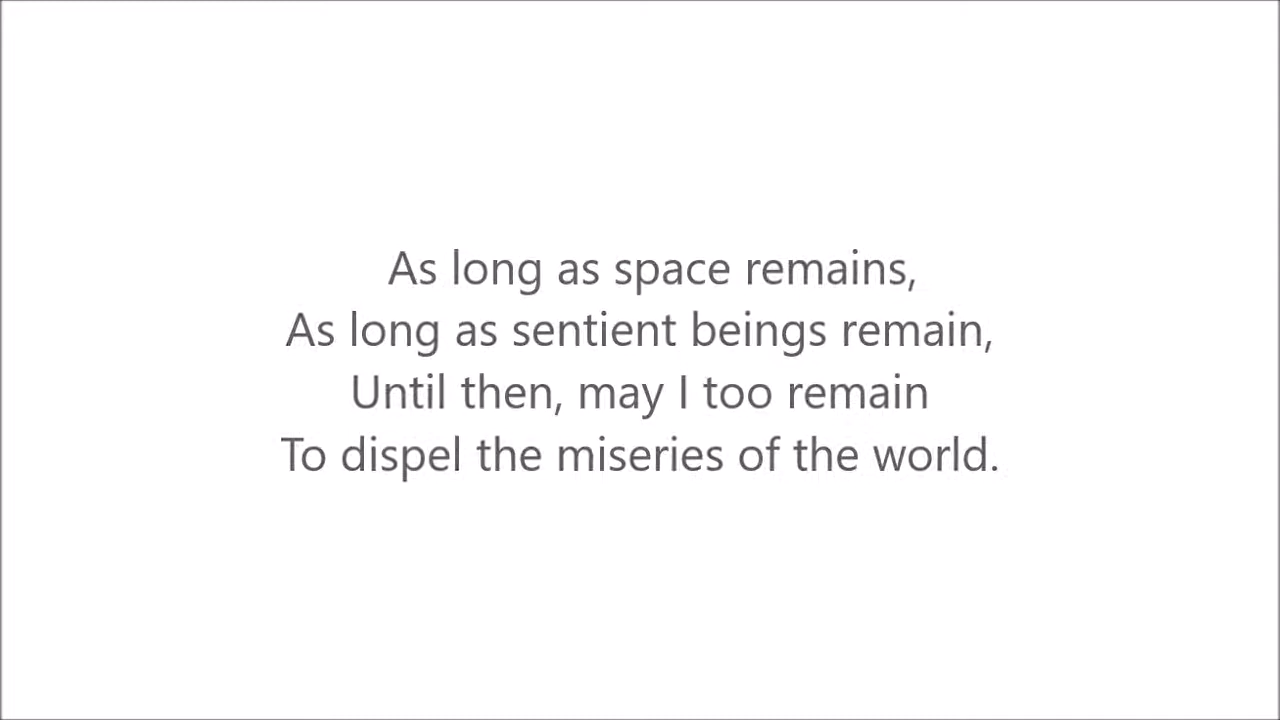 As long as space remains,
As long as sentient beings remain,
Until then, may I too remain
To dispel the miseries of the world.